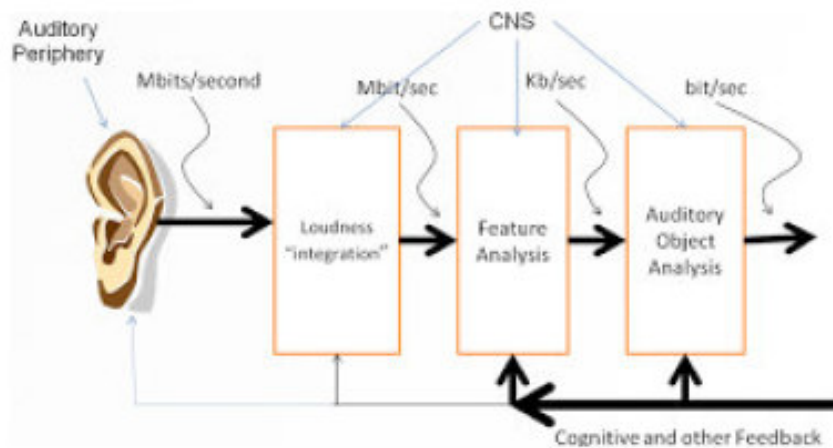 Auditory
Periphery
CNS
Mbits/second
Mbit/sec
Kb/sec
bit/sec
Loudness
"integration"
Feature
Analysis
Auditory
Object
Analysis
Cognitive and other Feedback